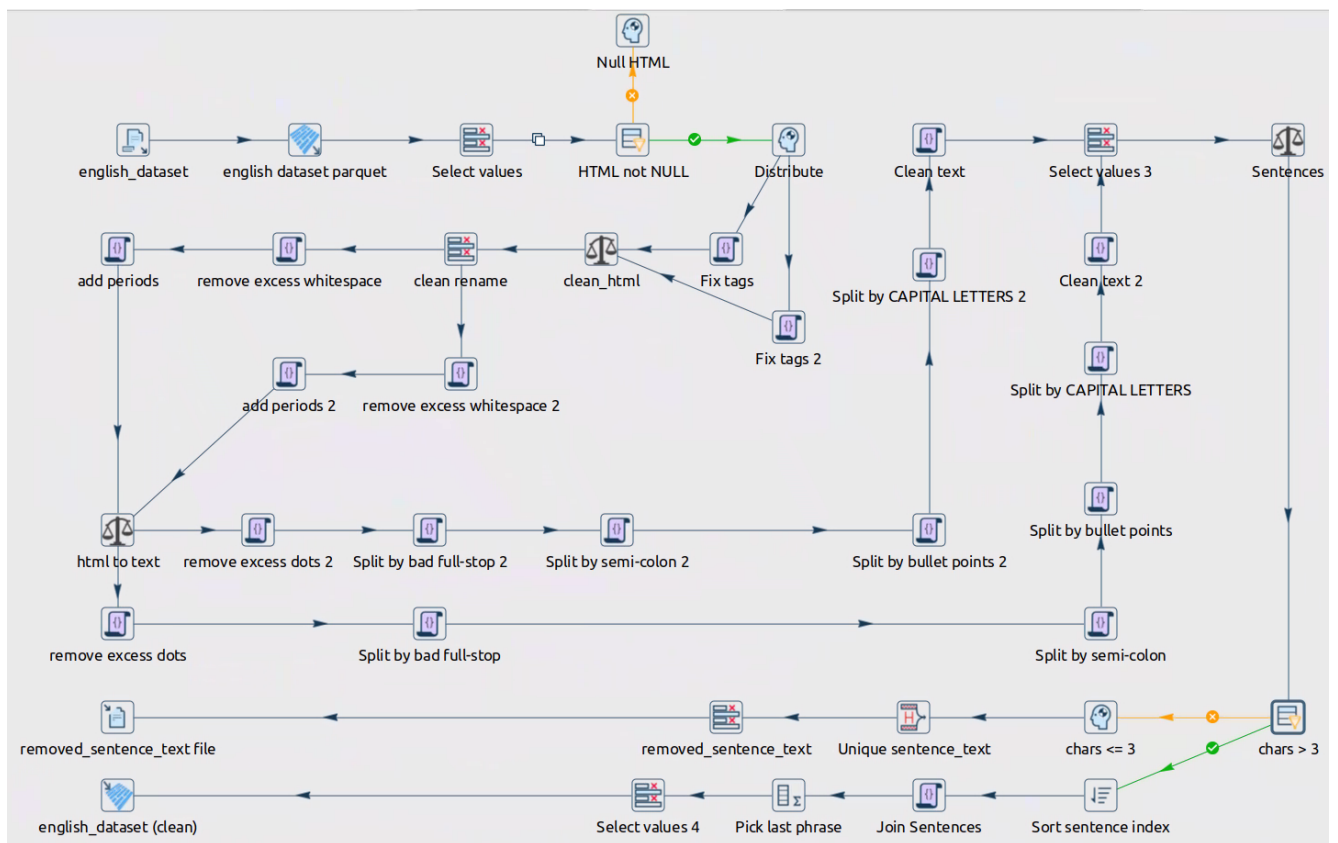 Null HTML
english_dataset
english dataset parquet
Select values
HTML not NULL
Distribute
Clean text
Select values 3
Sentences
add periods
remove excess whitespace
clean rename
clean_html
Fix tags
Split by CAPITAL LETTERS 2
Clean text 2
Fix tags 2
Split by CAPITAL LETTERS
add periods 2
remove excess whitespace 2
Split by bullet points
html to text
remove excess dots 2
Split by bad full-stop 2
Split by semi-colon 2
Split by bullet points 2
remove excess dots
Split by bad full-stop
Split by semi-colon
removed_sentence_text file
removed_sentence_text
Unique sentence_text
chars <= 3
chars > 3
english_dataset (clean)
Select values 4
Pick last phrase
Join Sentences
Sort sentence index